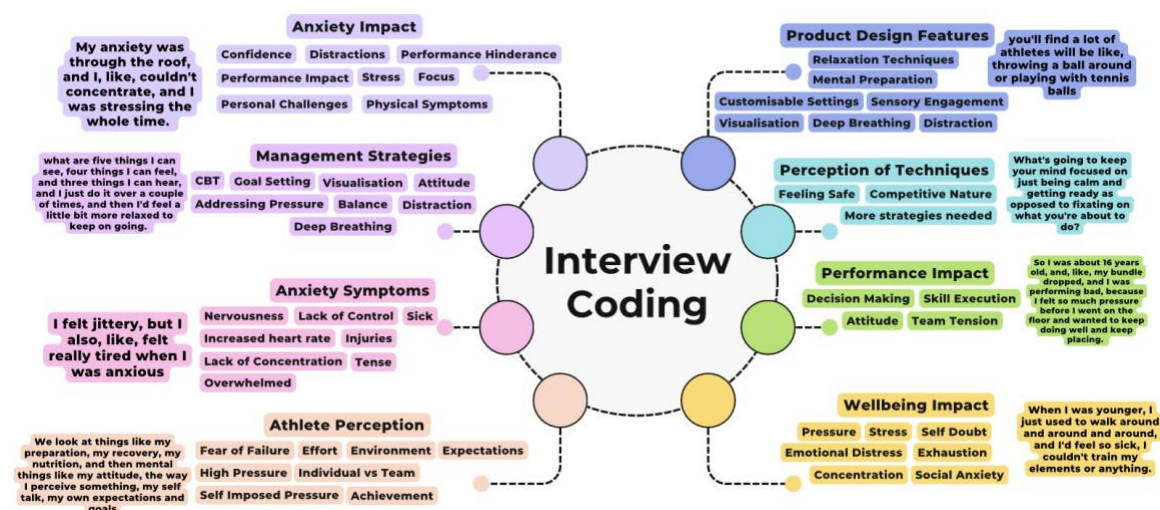 Anxiety Impact
Confidence Distractions Performance Hinderance
Performance Impact Stress Focus
Personal Challenges Physical Symptoms
My anxiety was
through the roof,
and I, like, couldn't
concentrate, and I
was stressing the
whole time.
Management Strategies
CBT Goal Setting Visualisation Attitude
Addressing Pressure Balance Distraction
Deep Breathing
what are five things I can
see, four things I can feel,
and three things I can hear,
and I just do it over a couple
of times, and then I'd feel a
little bit more relaxed to
keep on going.
Anxiety Symptoms
Nervousness Lack of Control Sick
Increased heart rate Injuries
Lack of Concentration Tense
Overwhelmed
I felt jittery, but I
also, like, felt
really tired when I
was anxious
Athlete Perception
Fear of Failure Effort Environment Expectations
High Pressure Individual vs Team
Self Imposed Pressure Achievement
We look at things like my
preparation, my recovery, my
nutrition, and then mental
things like my attitude, the way
I perceive something, my self
talk, my own expectations and
goals
Interview
Coding
Product Design Features
Relaxation Techniques
Mental Preparation
Customisable Settings Sensory Engagement
Visualisation Deep Breathing Distraction
you'll find a lot of
athletes will be like,
throwing a ball around
or playing with tennis
balls
Perception of Techniques
Feeling Safe Competitive Nature
More strategies needed
What's going to keep
your mind focused on
just being calm and
getting ready as
opposed to fixating on
what you're about to
do?
Performance Impact
Decision Making Skill Execution
Attitude Team Tension
So I was about 16 years
old, and, like, my bundle
dropped, and I was
performing bad, because
I felt so much pressure
before I went on the
floor and wanted to keep
doing well and keep
placing.
Wellbeing Impact
Pressure Stress Self Doubt
Emotional Distress Exhaustion
Concentration Social Anxiety
When I was younger, I
just used to walk around
and around and around,
and I'd feel so sick, I
couldn't train my
elements or anything.